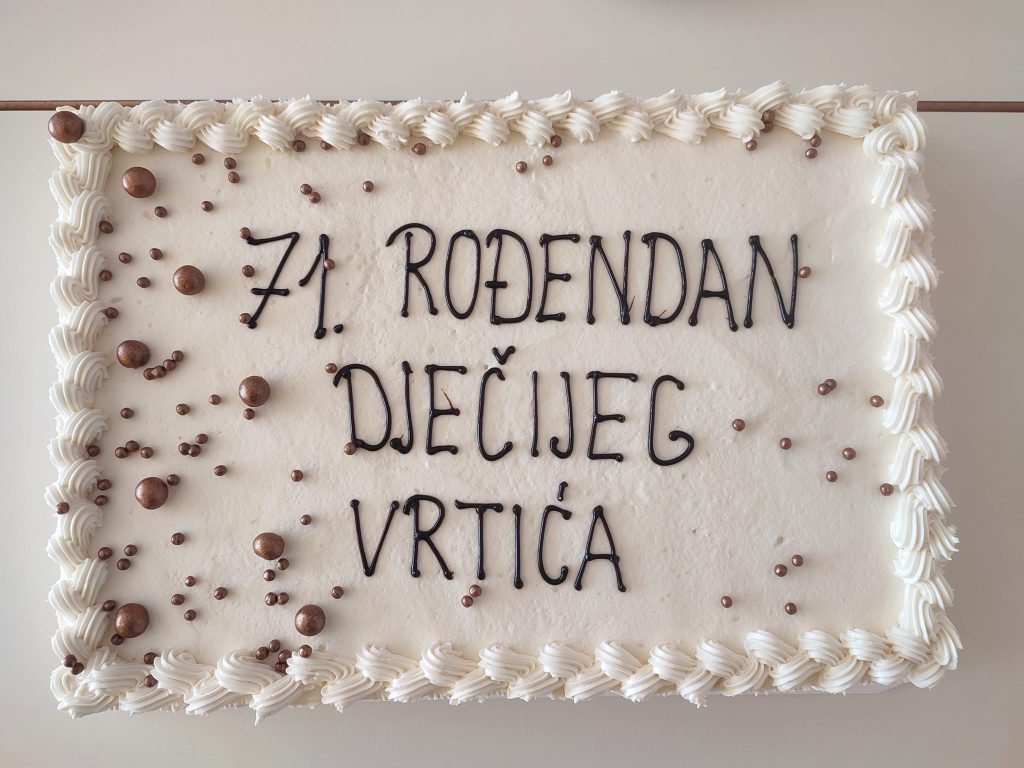 71. ROĐENDAN
DJEČIJEG
VRTIĆA